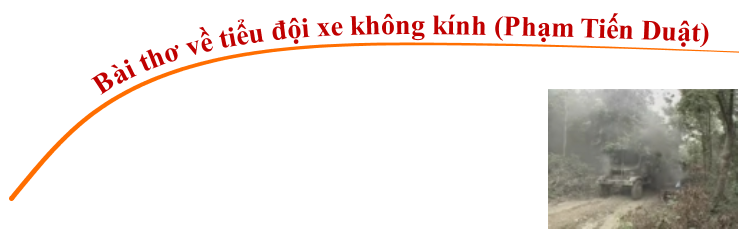 Bài thơ về tiểu đội xe không kính (Phạm Tiến Duật)